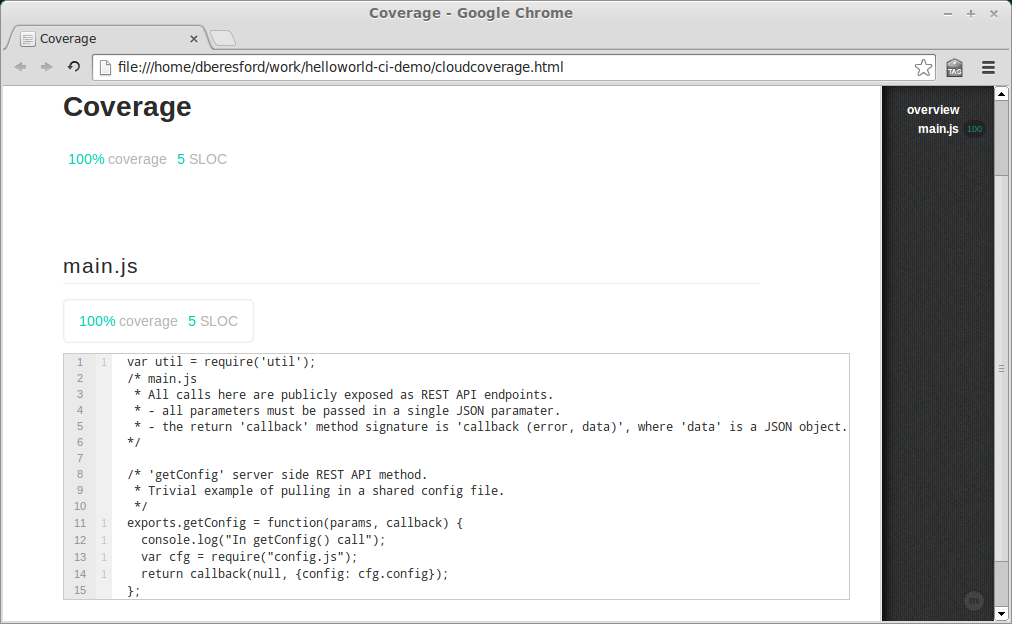 Coverage - Google Chrome
Coverage
file:///home/dberesford/work/helloworld-ci-demo/cloudcoverage.html
TAG
Coverage
100% coverage 5 SLOC
overview
main.js 100
main.js
100% coverage 5 SLOC
1 1 var util = require('util');
2 /* main.js
3 * All calls here are publicly exposed as REST API endpoints.
4 * - all parameters must be passed in a single JSON paramater.
5 * - the return 'callback' method signature is 'callback (error, data)', where 'data' is a JSON object.
6 */
7
8 /* 'getConfig' server side REST API method.
9 * Trivial example of pulling in a shared config file.
10 */
11 1 exports.getConfig = function(params, callback) {
12 1 console.log("In getConfig() call");
13 1 var cfg = require("config.js");
14 1 return callback(null, {config: cfg.config});
15 };
m